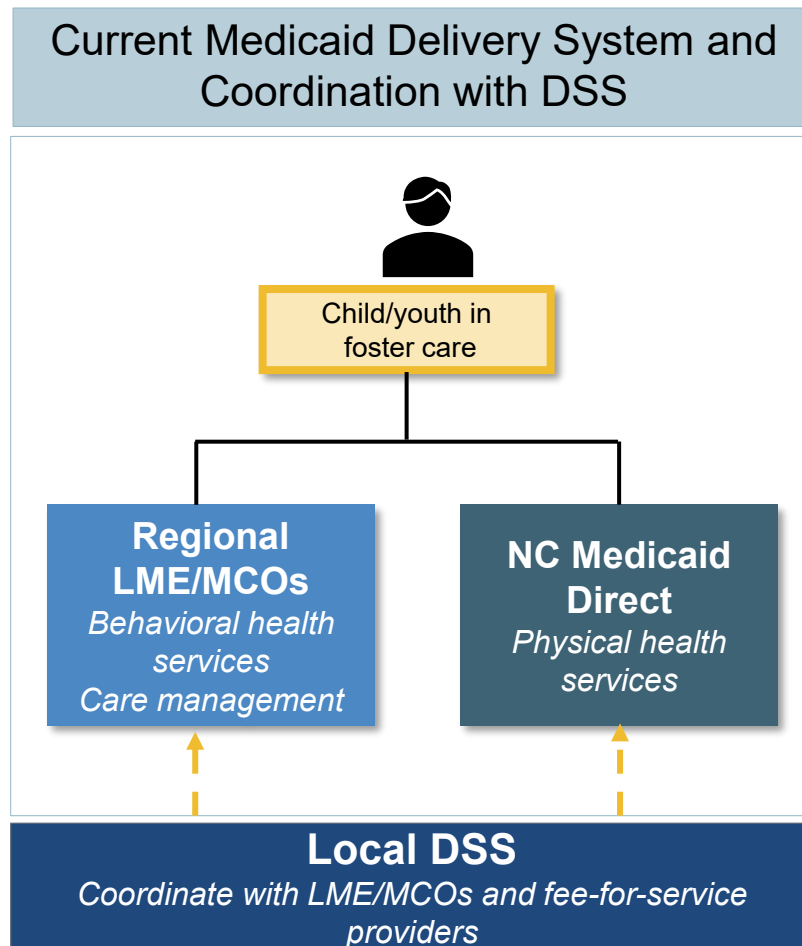 Current Medicaid Delivery System and
Coordination with DSS
Child/youth in
foster care
Regional
LME/MCOs
Behavioral health
services
Care management
NC Medicaid
Direct
Physical health
services
Local DSS
Coordinate with LME/MCOs and fee-for-service
providers